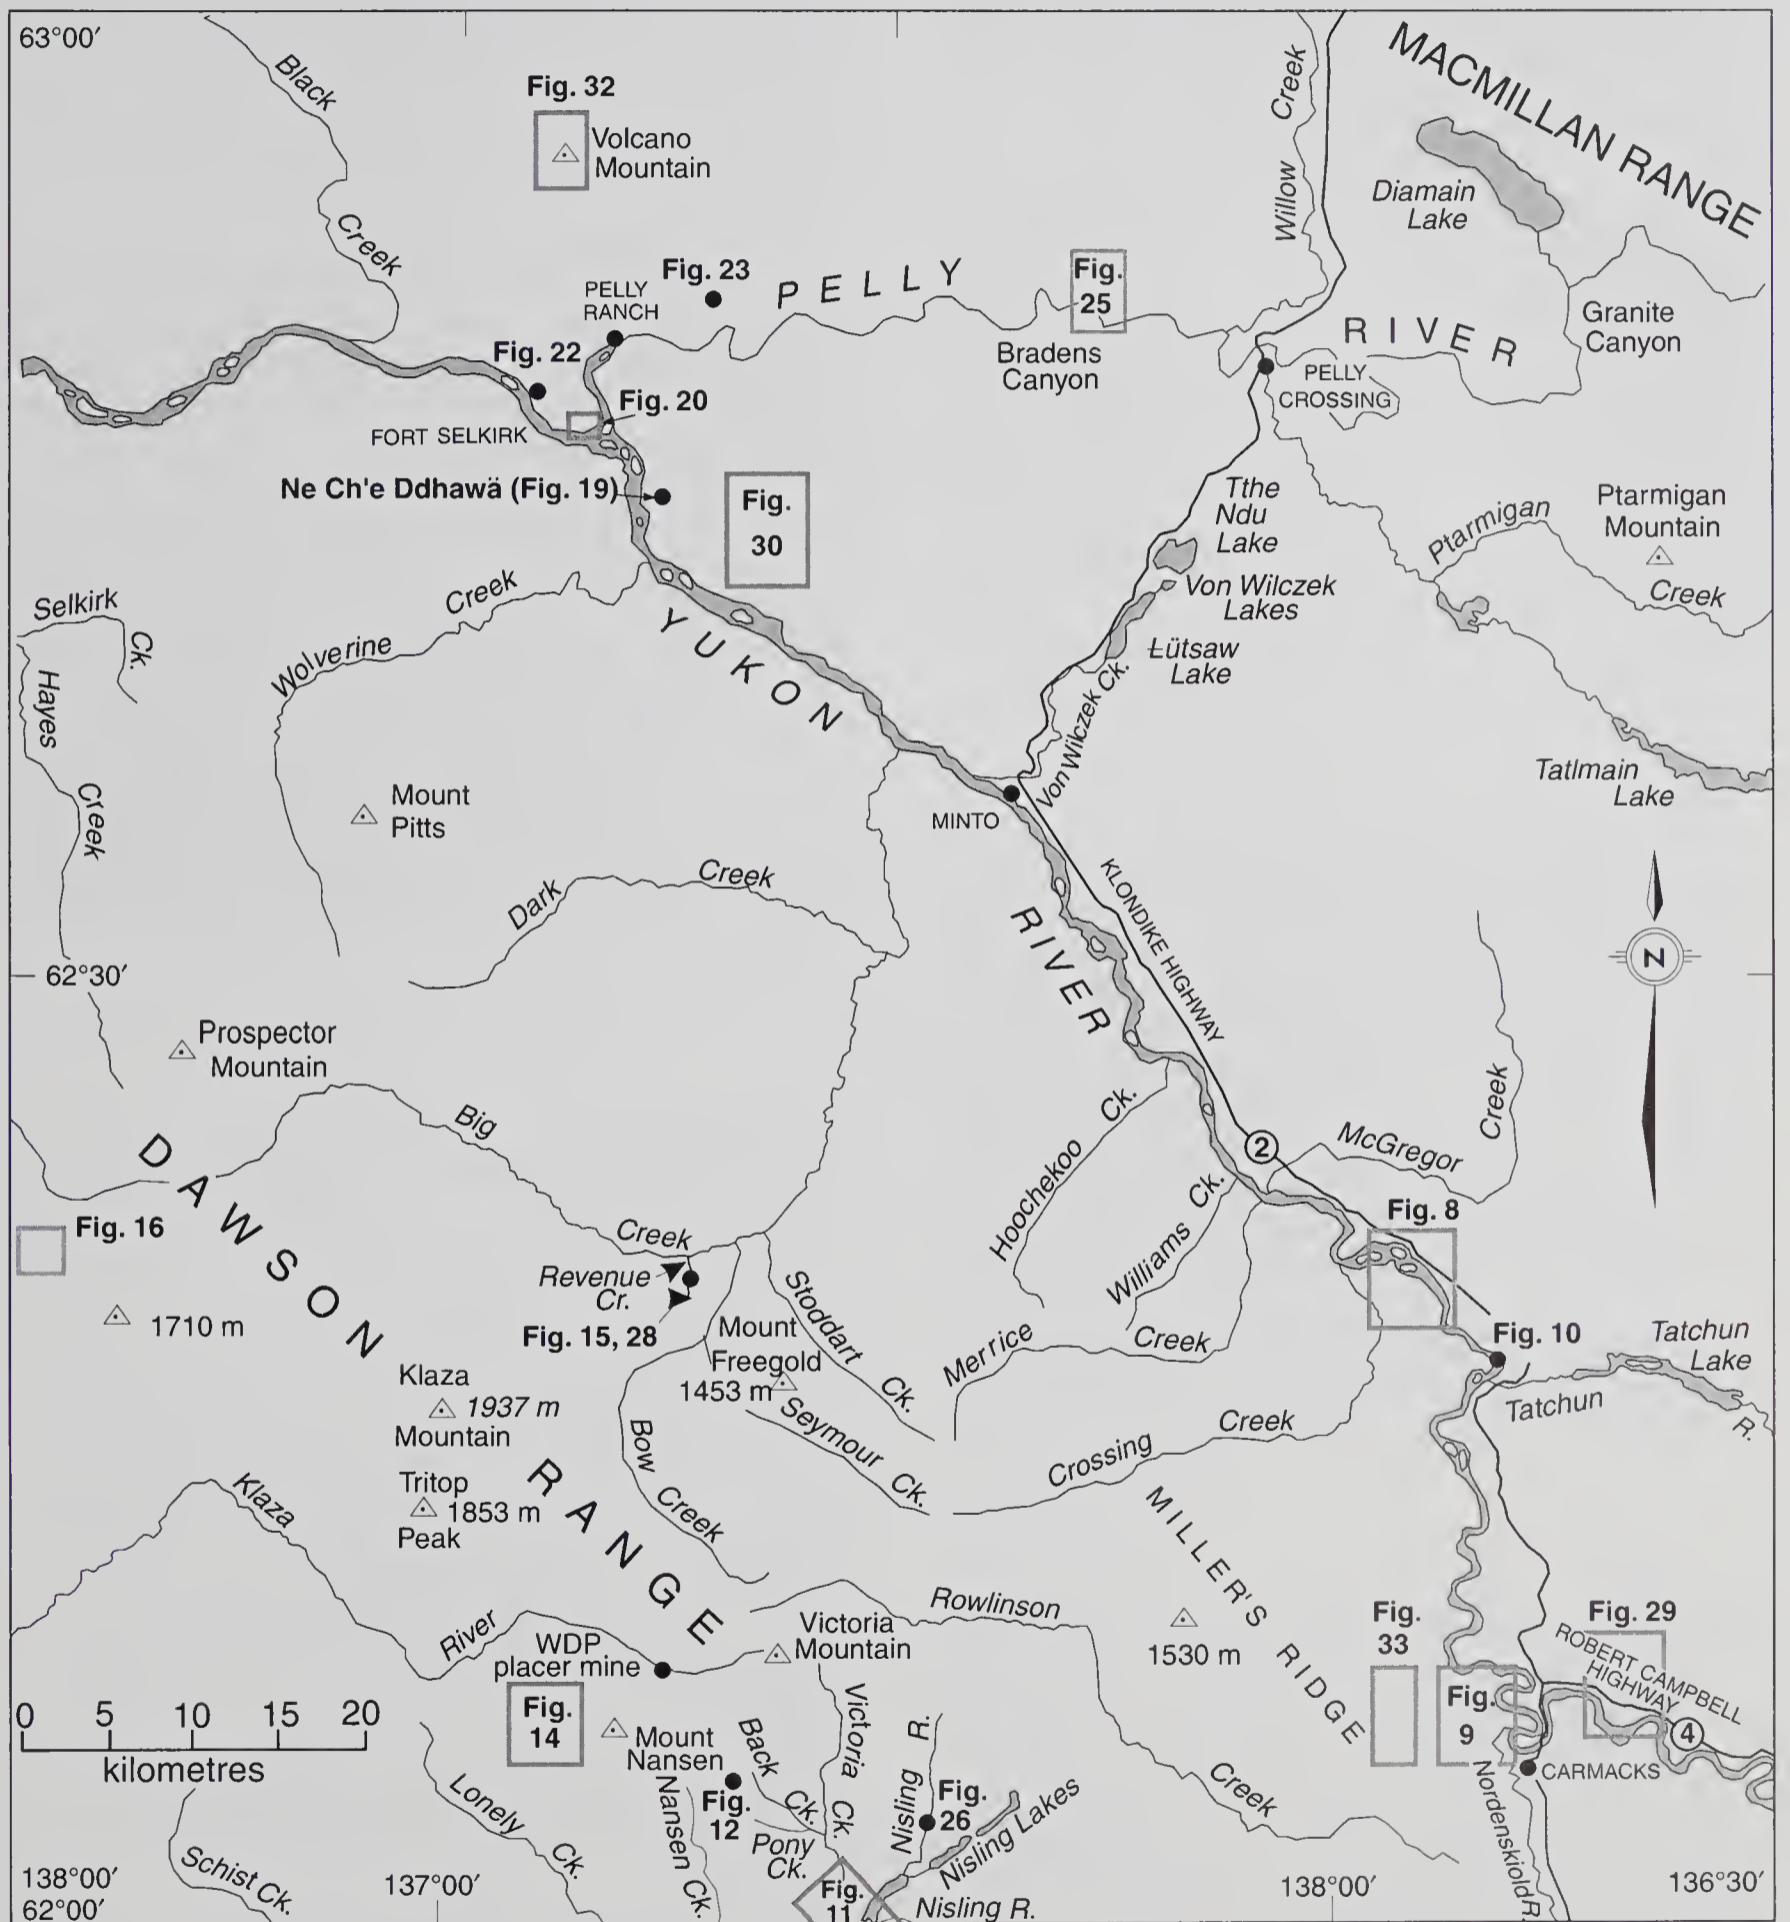 63°00′
Black
Creek
Fig. 32
Volcano
Mountain
Willow Creek
MACMILLAN RANGE
Diamain
Lake
Granite
Canyon
Fig. 23
PELLY
RANCH
PELLY
Fig.
25
Bradens
Canyon
RIVER
PELLY
CROSSING
Fig. 22
Fig. 20
FORT SELKIRK
Ne Ch'e Ddhawä (Fig. 19)
Fig.
30
Tthe
Ndu
Lake
Von Wilczek
Lakes
Łütsaw
Lake
Von Wilczek Ck.
Ptarmigan
Creek
Ptarmigan
Mountain
Tatlmain
Lake
Selkirk
Ck.
Hayes
Creek
Wolverine
Creek
YUKON
RIVER
Mount
Pitts
MINTO
KLONDIKE HIGHWAY
Dark
Creek
N
62°30′
Prospector
Mountain
Big
Creek
Hoochekoo
Ck.
Williams
Ck.
2
McGregor
Creek
Fig. 8
DAWSON
RANGE
Fig. 16
1710 m
Revenue
Cr.
Fig. 15, 28
Stoddart
Ck.
Mount
Freegold
1453 m
Seymour
Ck.
Merrice
Creek
Fig. 10
Tatchun
Lake
Tatchun
R.
Klaza
1937 m
Mountain
Tritop
1853 m
Peak
Bow
Creek
Crossing
Creek
Klaza
River
MILLER'S RIDGE
1530 m
Rowlinson
Creek
WDP
placer mine
Victoria
Mountain
Victoria
Ck.
Fig.
33
Fig. 29
ROBERT CAMPBELL
HIGHWAY
4
Fig.
9
CARMACKS
Nordenskiold R.
0 5 10 15 20
kilometres
Fig.
14
Mount
Nansen
Nansen Ck.
Back
Ck.
Fig.
12
Pony
Ck.
Nisling R.
Fig.
26
Nisling Lakes
Lonely
Ck.
Schist Ck.
Fig.
11
Nisling R.
138°00′
62°00′
137°00′
138°00′
136°30′